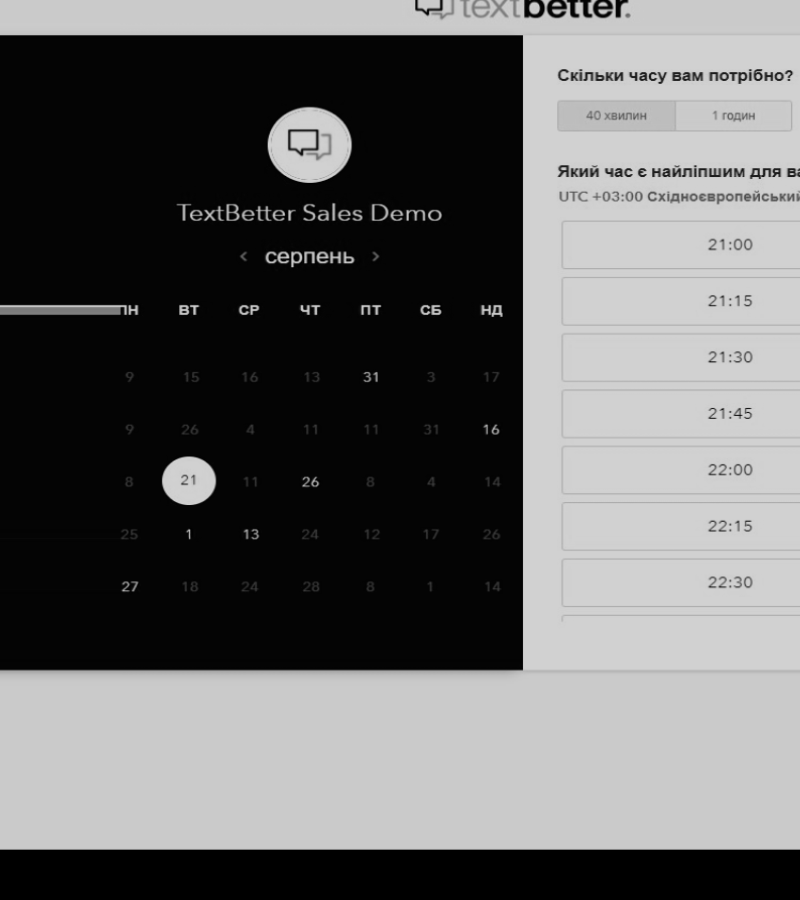 textbetter.
TextBetter Sales Demo
‹ серпень ›
ПН ВТ СР ЧТ ПТ СБ НД
9 15 16 13 31 3 17
9 26 4 11 11 31 16
8 21 11 26 8 4 14
25 1 13 24 12 17 26
27 18 24 28 8 1 14
Скільки часу вам потрібно?
40 хвилин 1 годин
Який час є найліпшим для ва
UTC +03:00 Східноєвропейський
21:00
21:15
21:30
21:45
22:00
22:15
22:30